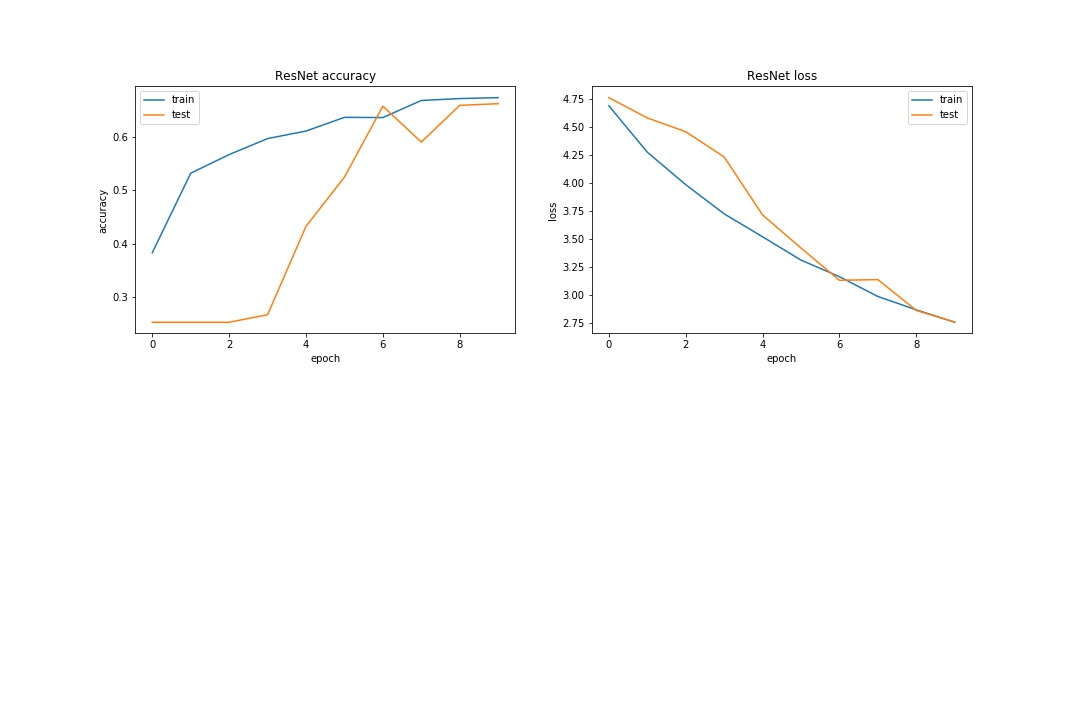 ResNet accuracy
train
test
0.6
0.5
0.4
0.3
accuracy
0 2 4 6 8
epoch
ResNet loss
train
test
4.75
4.50
4.25
4.00
3.75
3.50
3.25
3.00
2.75
loss
0 2 4 6 8
epoch